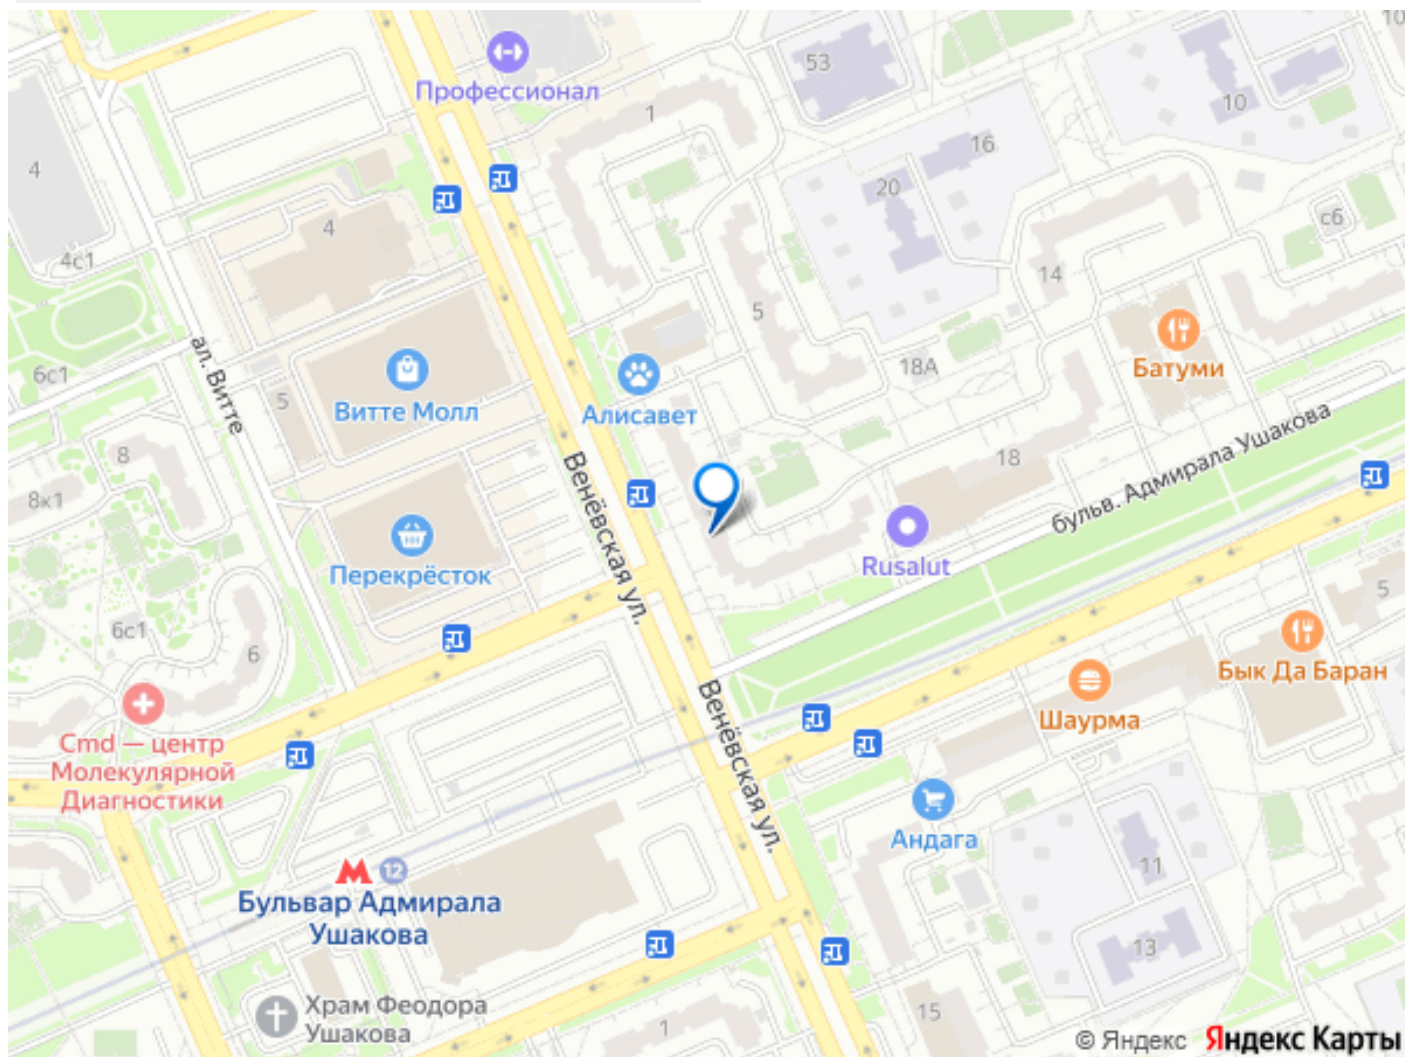 10
53
Профессионал
1
10
4
16
20
4
сб
4с1
14
5
ал. Витте
6с1
18А
Батуми
5
Витте Молл
Алисавет
8
18
бульв. Адмирала Ушакова
Венёвская ул.
8к1
Перекрёсток
Rusalut
5
6с1
6
Бык Да Баран
Венёвская ул.
Шаурма
Cmd — центр
Молекулярной
Диагностики
Андага
11
12
Бульвар Адмирала
Ушакова
13
Храм Феодора
Ушакова
15
1
© Яндекс
Яндекс Карты